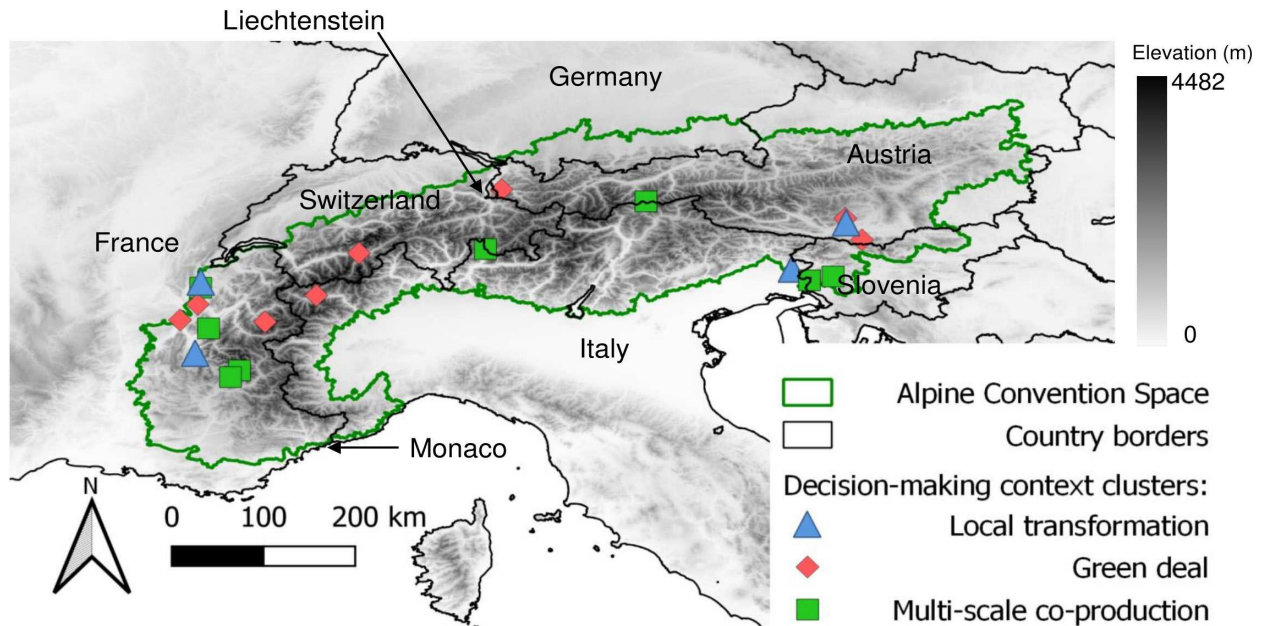 Liechtenstein
Elevation (m)
Germany
4482
Austria
Switzerland
France
Slovenia
0
Italy
Alpine Convention Space
Country borders
Monaco
N
0 100 200 km
Decision-making context clusters:
Local transformation
Green deal
Multi-scale co-production